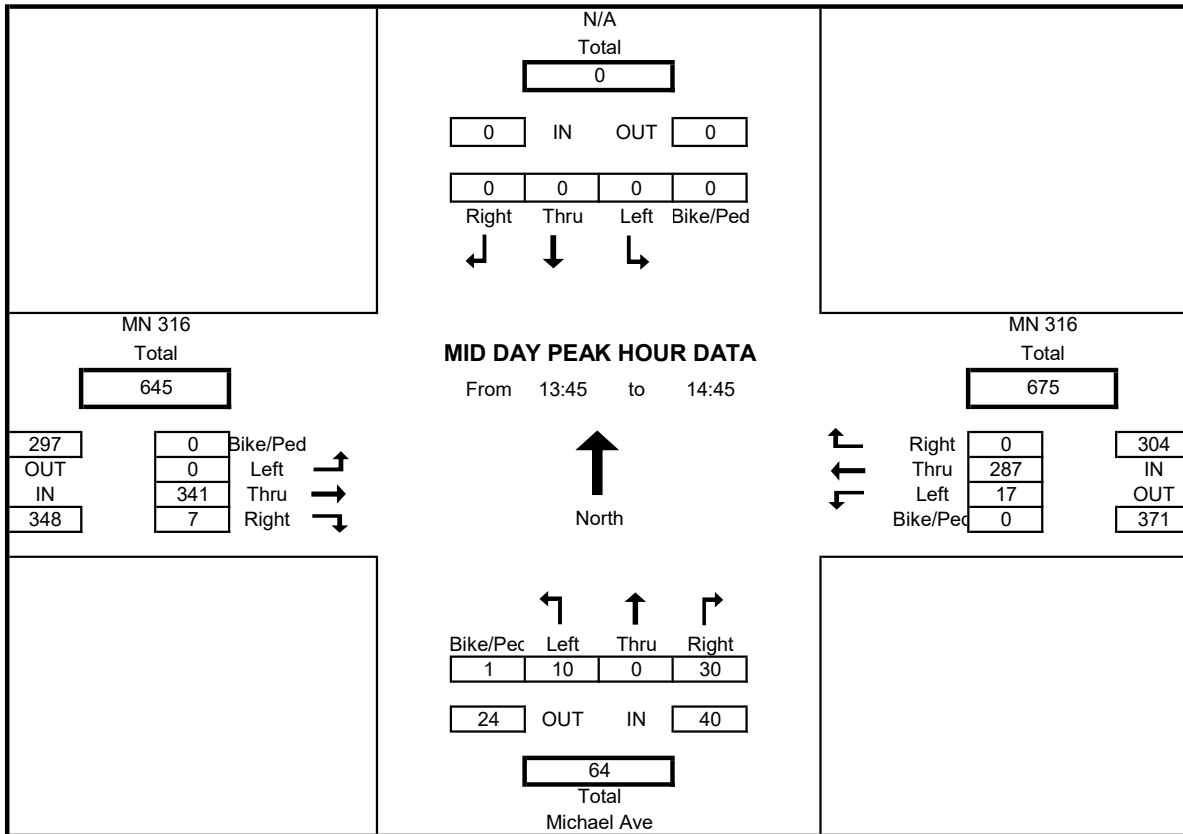 N/A
Total
0
0 IN OUT 0
0 0 0 0
Right Thru Left Bike/Ped
MN 316
Total
645
297 0 Bike/Ped
OUT 0 Left
IN 341 Thru
348 7 Right
MID DAY PEAK HOUR DATA
From 13:45 to 14:45
North
MN 316
Total
675
Right 0 304
Thru 287 IN
Left 17 OUT
Bike/Ped 0 371
Bike/Ped Left Thru Right
1 10 0 30
24 OUT IN 40
64
Total
Michael Ave